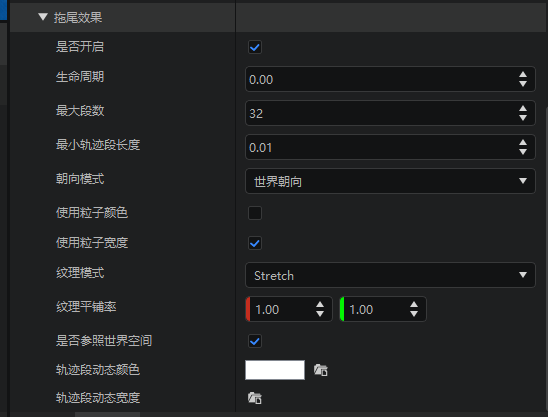 拖尾效果
是否开启
生命周期 0.00
最大段数 32
最小轨迹段长度 0.01
朝向模式 世界朝向
使用粒子颜色
使用粒子宽度
纹理模式 Stretch
纹理平铺率 1.00 1.00
是否参照世界空间
轨迹段动态颜色
轨迹段动态宽度